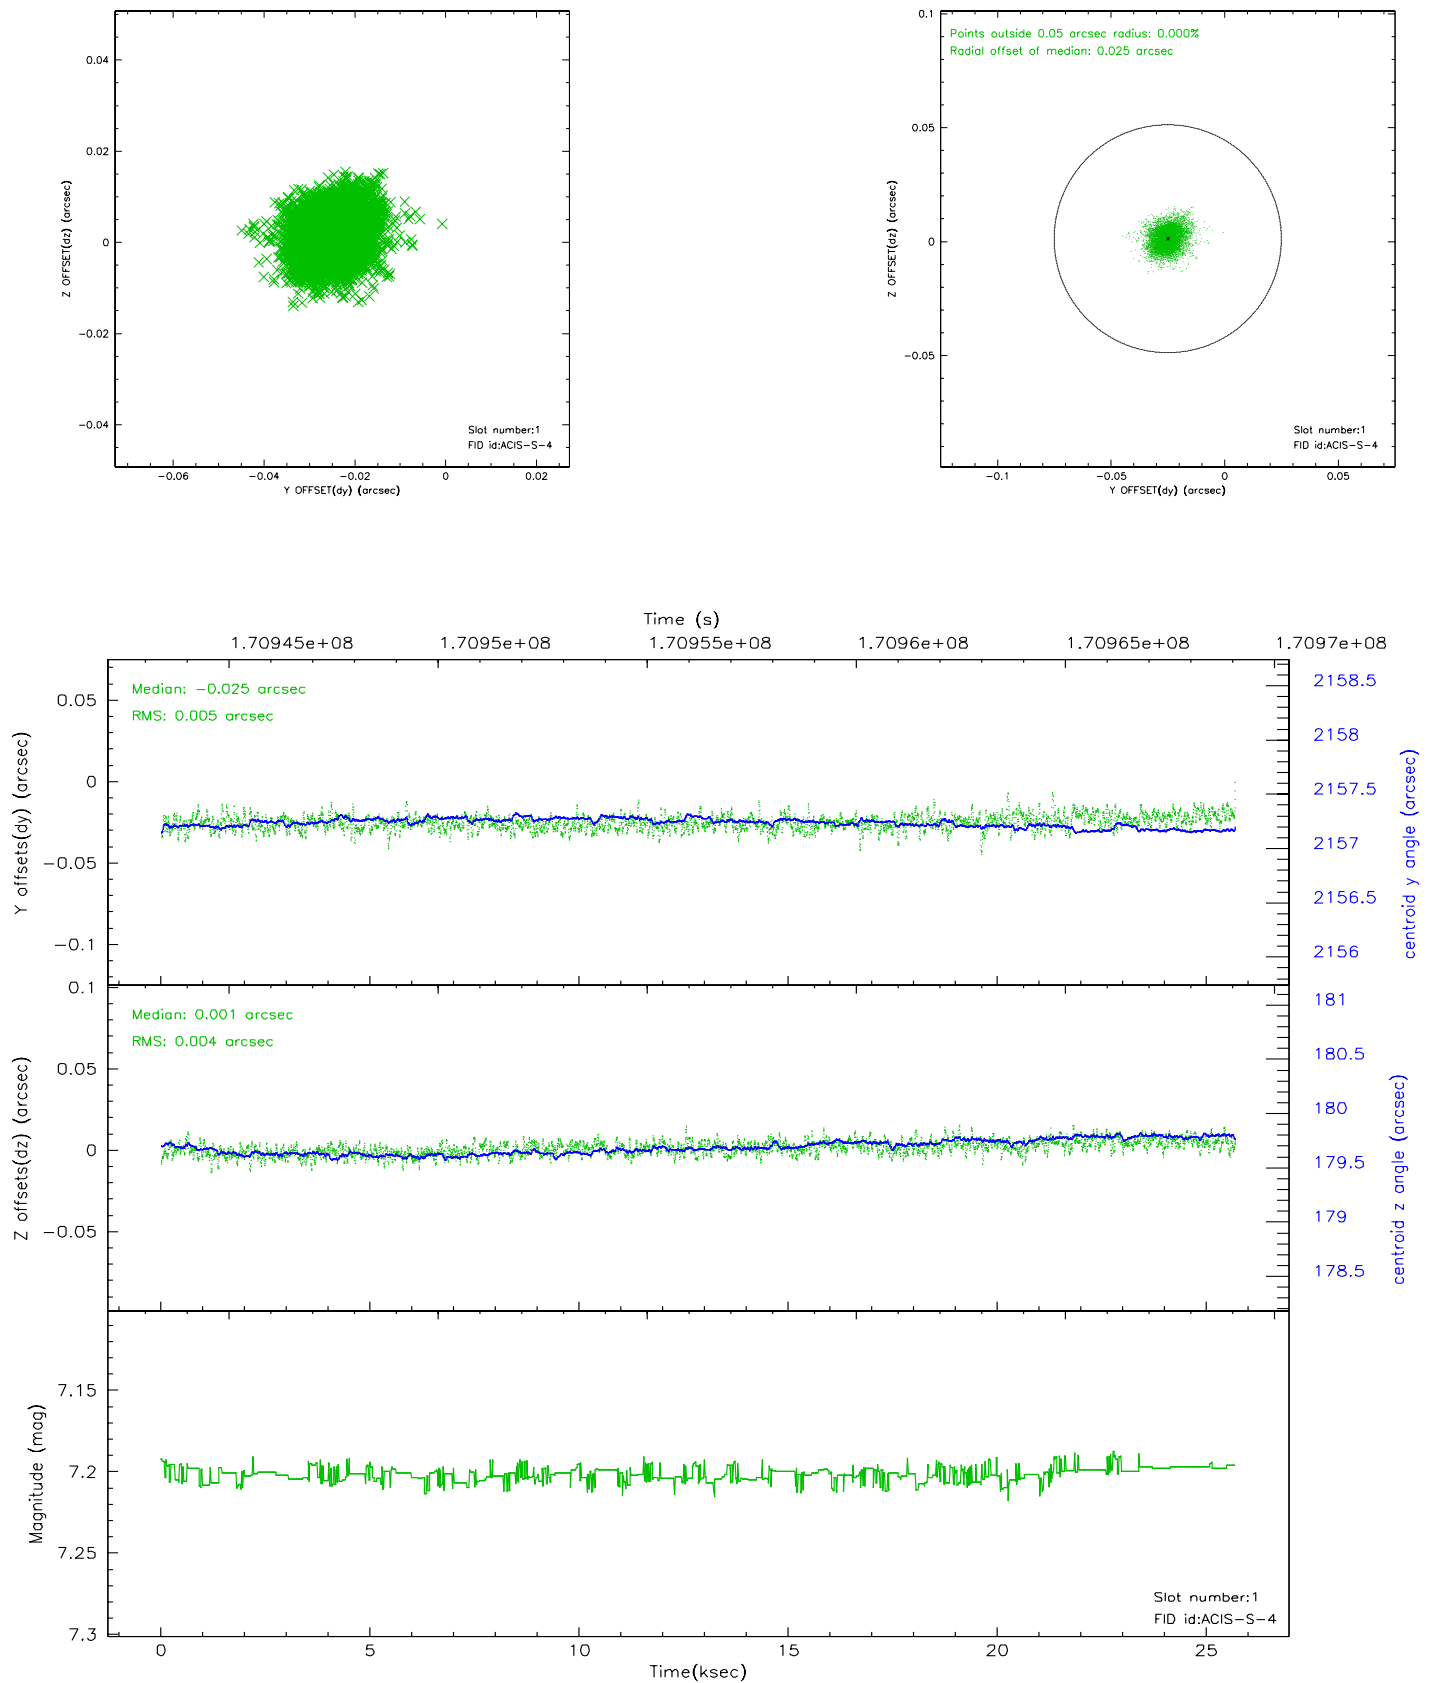 0.04
0.02
0
−0.02
−0.04
Z OFFSET(dz) (arcsec)
Slot number:1
FID id:ACIS−S−4
−0.06
−0.04
−0.02
0
0.02
Y OFFSET(dy) (arcsec)
Points outside 0.05 arcsec radius: 0.000%
Radial offset of median: 0.025 arcsec
0.1
0.05
0
−0.05
Z OFFSET(dz) (arcsec)
Slot number:1
FID id:ACIS−S−4
−0.1
−0.05
0
0.05
Y OFFSET(dy) (arcsec)
Time (s)
1.70945e+08
1.7095e+08
1.70955e+08
1.7096e+08
1.70965e+08
1.7097e+08
Median: −0.025 arcsec
RMS: 0.005 arcsec
0.05
0
−0.05
−0.1
Y offsets(dy) (arcsec)
2158.5
2158
2157.5
2157
2156.5
2156
centroid y angle (arcsec)
Median: 0.001 arcsec
RMS: 0.004 arcsec
0.1
0.05
0
−0.05
Z offsets(dz) (arcsec)
181
180.5
180
179.5
179
178.5
centroid z angle (arcsec)
7.15
7.2
7.25
7.3
Magnitude (mag)
Slot number:1
FID id:ACIS−S−4
0
5
10
15
20
25
Time(ksec)